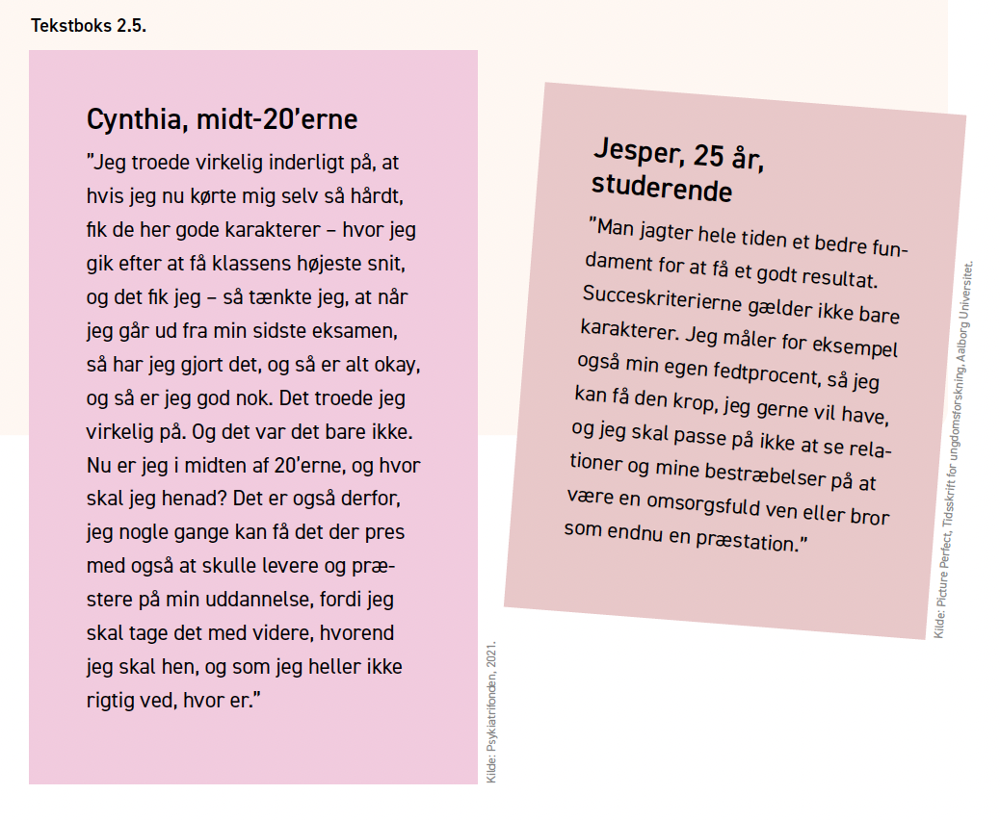 Tekstboks 2.5.
Cynthia, midt-20’erne
”Jeg troede virkelig inderligt på, at
hvis jeg nu kørte mig selv så hårdt,
fik de her gode karakterer – hvor jeg
gik efter at få klassens højeste snit,
og det fik jeg – så tænkte jeg, at når
jeg går ud fra min sidste eksamen,
så har jeg gjort det, og så er alt okay,
og så er jeg god nok. Det troede jeg
virkelig på. Og det var det bare ikke.
Nu er jeg i midten af 20’erne, og hvor
skal jeg henad? Det er også derfor,
jeg nogle gange kan få det der pres
med også at skulle levere og præ-
stere på min uddannelse, fordi jeg
skal tage det med videre, hvorend
jeg skal hen, og som jeg heller ikke
rigtig ved, hvor er.”
Kilde: Psykiatrifonden, 2021.
Jesper, 25 år,
studerende
”Man jagter hele tiden et bedre fun-
dament for at få et godt resultat.
Succeskriterierne gælder ikke bare
karakterer. Jeg måler for eksempel
også min egen fedtprocent, så jeg
kan få den krop, jeg gerne vil have,
og jeg skal passe på ikke at se rela-
tioner og mine bestræbelser på at
være en omsorgsfuld ven eller bror
som endnu en præstation.”
Kilde: Picture Perfect, Tidsskrift for ungdomsforskning, Aalborg Universitet.